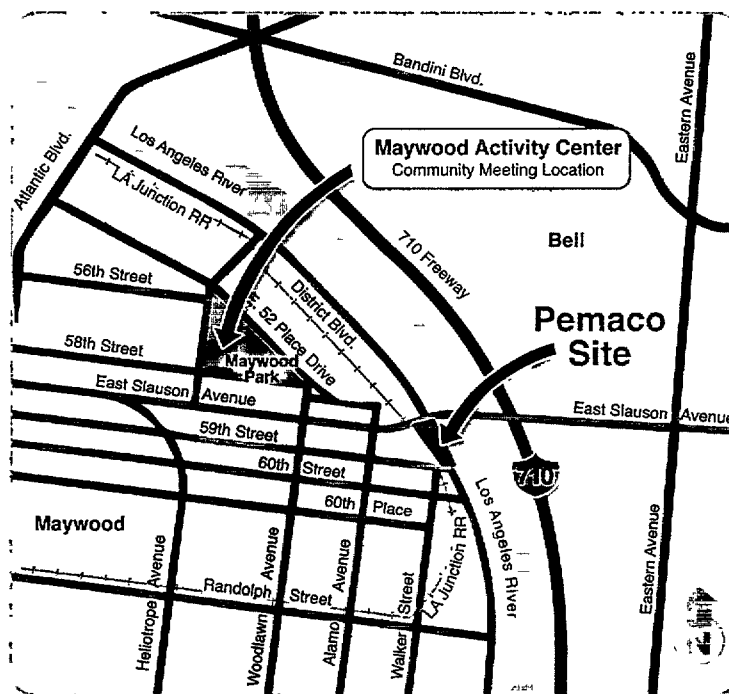 Bandini Blvd.
Eastern Avenue
Atlantic Blvd.
Los Angeles River
LA Junction RR
Maywood Activity Center
Community Meeting Location
Bell
710 Freeway
56th Street
District Blvd.
E. 52 Place Drive
Pemaco
Site
58th Street
Maywood
Park
East Slauson Avenue
East Slauson Avenue
59th Street
60th Street
60th Place
710
Los Angeles River
Maywood
LA Junction RR
Randolph Street
Heliotrope Avenue
Woodlawn Avenue
Alamo Avenue
Walker Street
Eastern Avenue